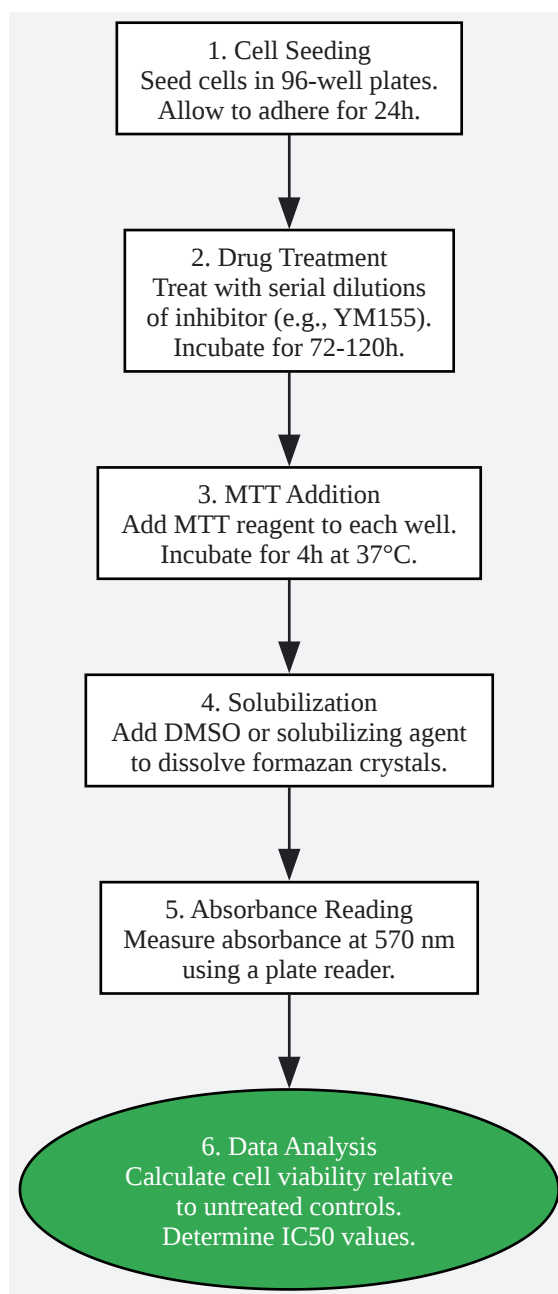 1. Cell Seeding
Seed cells in 96-well plates.
Allow to adhere for 24h.
2. Drug Treatment
Treat with serial dilutions
of inhibitor (e.g., YM155).
Incubate for 72-120h.
3. MTT Addition
Add MTT reagent to each well.
Incubate for 4h at 37°C.
4. Solubilization
Add DMSO or solubilizing agent
to dissolve formazan crystals.
5. Absorbance Reading
Measure absorbance at 570 nm
using a plate reader.
6. Data Analysis
Calculate cell viability relative
to untreated controls.
Determine IC50 values.